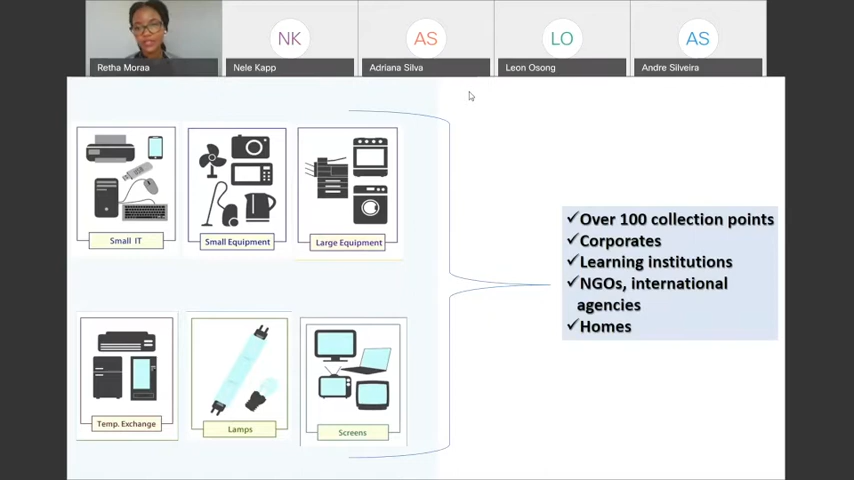 NK
AS
LO
AS
Retha Moraa
Nele Kapp
Adriana Silva
Leon Osong
Andre Silveira
Small IT
Small Equipment
Large Equipment
✓Over 100 collection points
✓Corporates
✓Learning institutions
✓NGOs, international
agencies
✓Homes
Temp. Exchange
Lamps
Screens